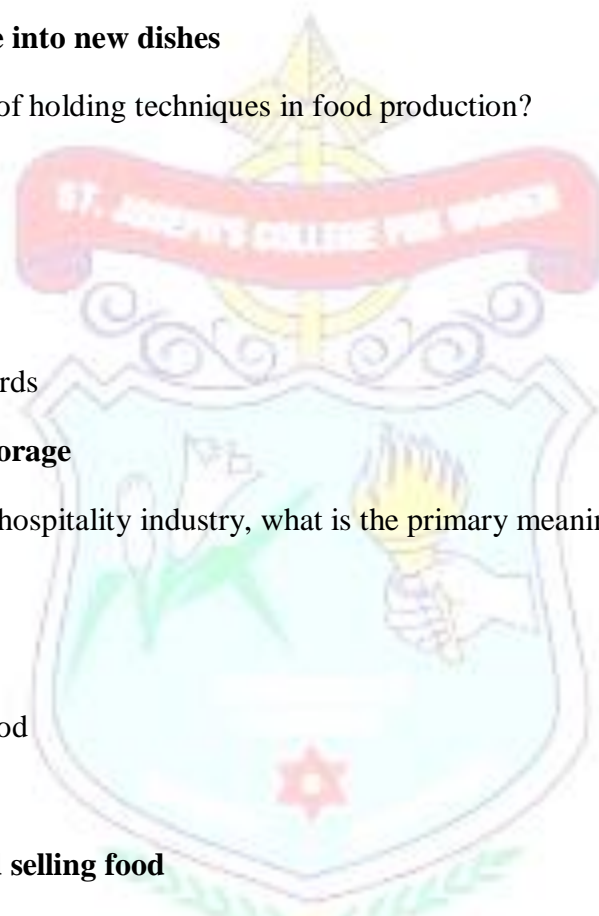 e into new dishes
of holding techniques in food production?
ST. JOSEPH'S COLLEGE FOR WOMEN
rds
orage
hospitality industry, what is the primary meanin
od
selling food